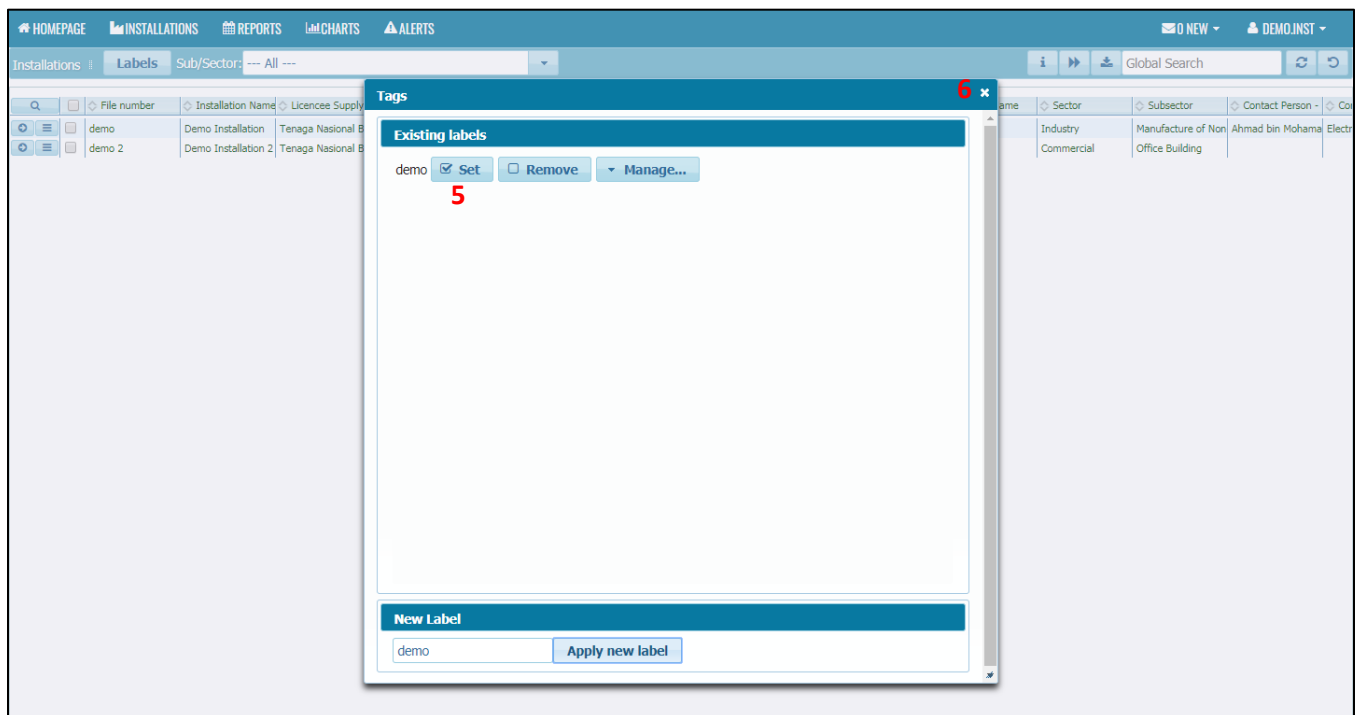 HOMEPAGE INSTALLATIONS REPORTS CHARTS ALERTS 0 NEW DEMO.INST
Installations Labels Sub/Sector: --- All --- i Global Search
Tags 6
File number Installation Name Licencee Supply ame Sector Subsector Contact Person - Con
Existing labels
demo Demo Installation Tenaga Nasional B Industry Manufacture of Non Ahmad bin Mohama Electr
demo 2 Demo Installation 2 Tenaga Nasional B Commercial Office Building
demo Set Remove Manage...
5
New Label
demo Apply new label